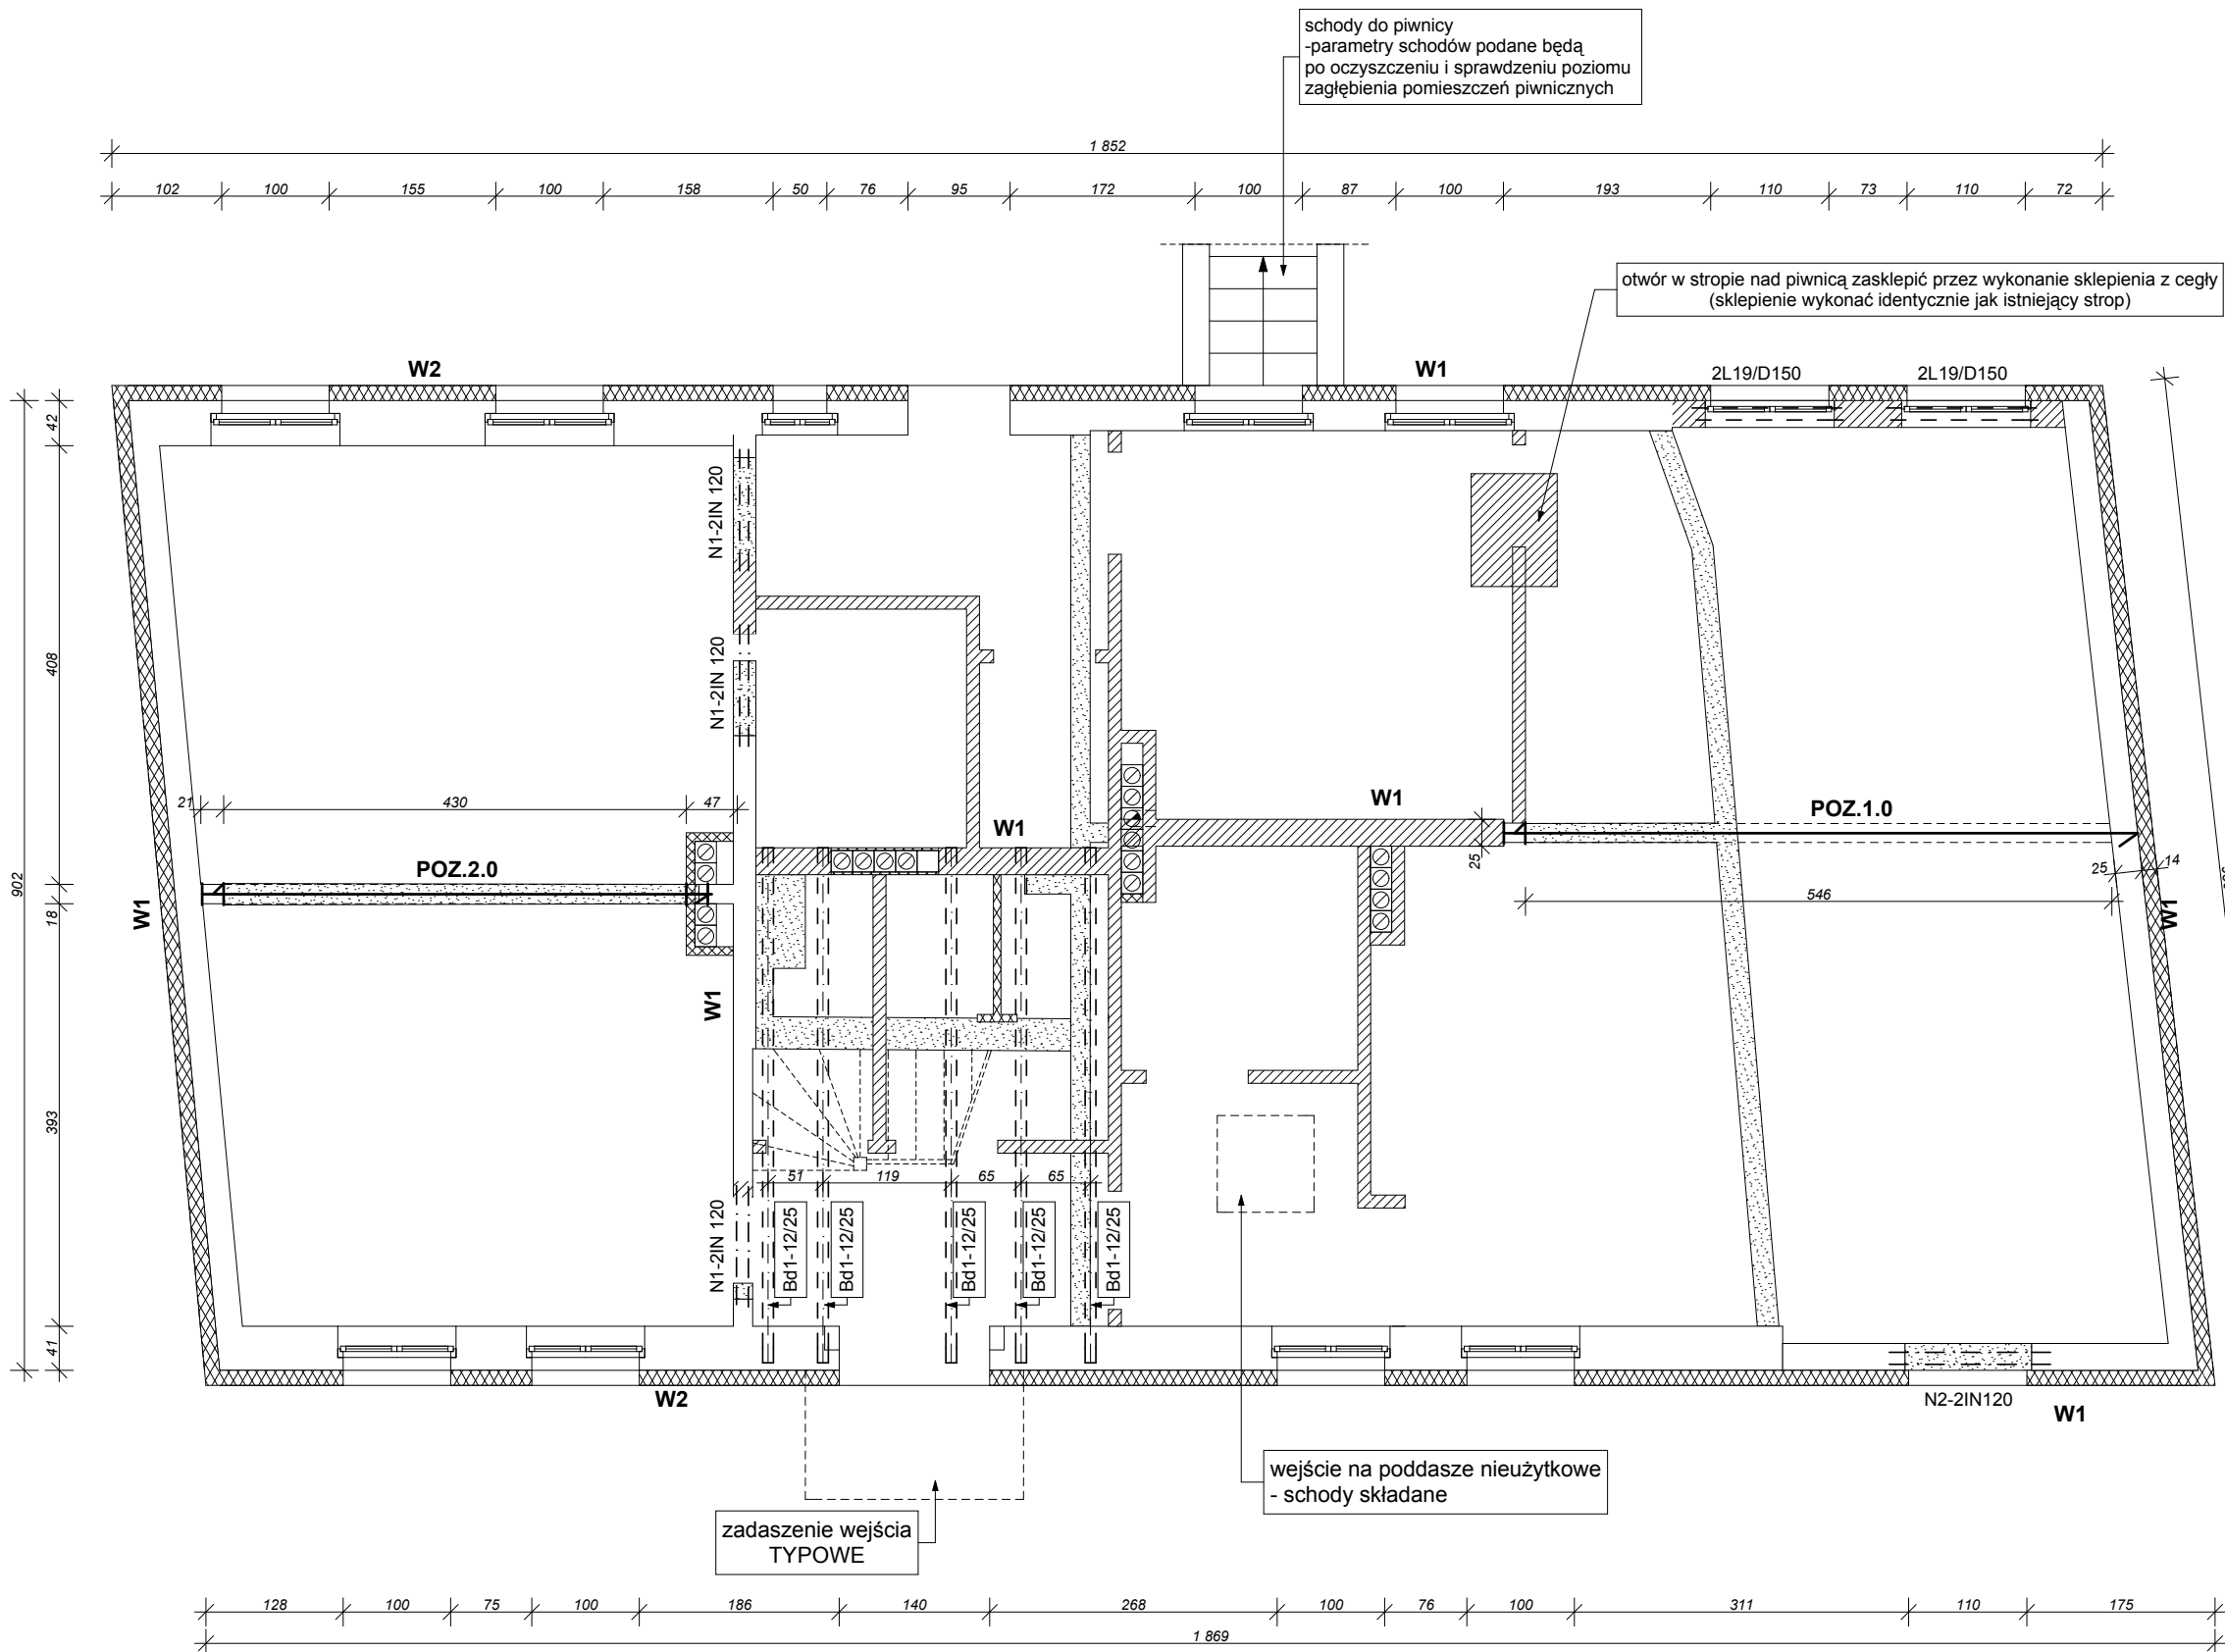 schody do piwnicy
-parametry schodów podane będą
po oczyszczeniu i sprawdzeniu poziomu
zagłębienia pomieszczeń piwnicznych
1 852
102 100 155 100 158 50 76 95 172 100 87 100 193 110 73 110 72
otwór w stropie nad piwnicą zasklepić przez wykonanie sklepienia z cegły
(sklepienie wykonać identycznie jak istniejący strop)
W2
W1
2L19/D150
2L19/D150
42
408
18
393
41
902
N1-2IN 120
N1-2IN 120
21
430
47
POZ.2.0
W1
W1
W1
25
POZ.1.0
25
14
546
W1
W1
51
119
65
65
N1-2IN 120
Bd1-12/25
Bd1-12/25
Bd1-12/25
Bd1-12/25
Bd1-12/25
W2
N2-2IN120
W1
wejście na poddasze nieużytkowe
- schody składane
zadaszenie wejścia
TYPOWE
128 100 75 100 186 140 268 100 76 100 311 110 175
1 869